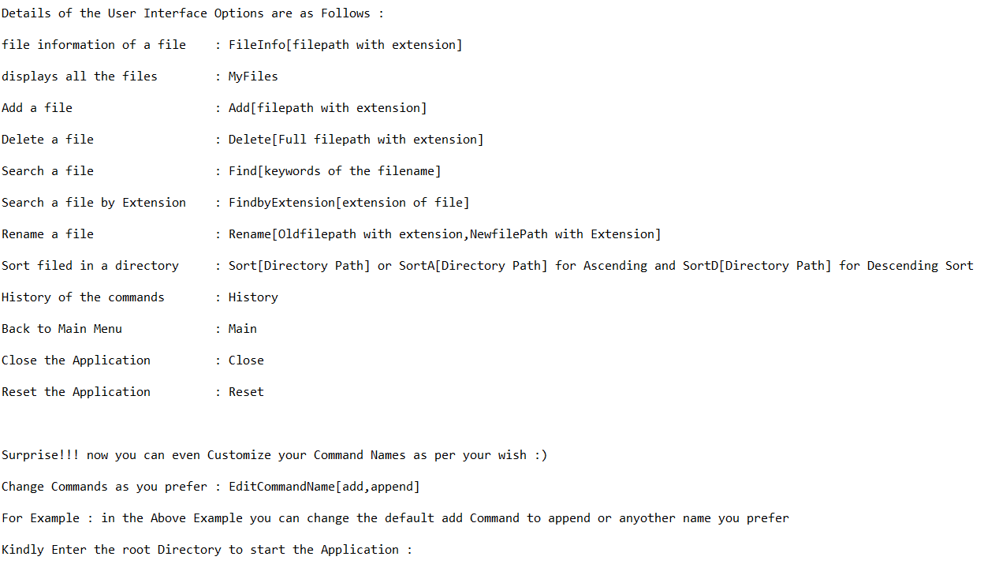 Details of the User Interface Options are as Follows :
file information of a file    : FileInfo[filepath with extension]
displays all the files        : MyFiles
Add a file                    : Add[filepath with extension]
Delete a file                 : Delete[Full filepath with extension]
Search a file                 : Find[keywords of the filename]
Search a file by Extension    : FindbyExtension[extension of file]
Rename a file                 : Rename[Oldfilepath with extension,NewfilePath with Extension]
Sort filed in a directory     : Sort[Directory Path] or SortA[Directory Path] for Ascending and SortD[Directory Path] for Descending Sort
History of the commands       : History
Back to Main Menu             : Main
Close the Application         : Close
Reset the Application         : Reset
Surprise!!! now you can even Customize your Command Names as per your wish :)
Change Commands as you prefer : EditCommandName[add,append]
For Example : in the Above Example you can change the default add Command to append or anyother name you prefer
Kindly Enter the root Directory to start the Application :